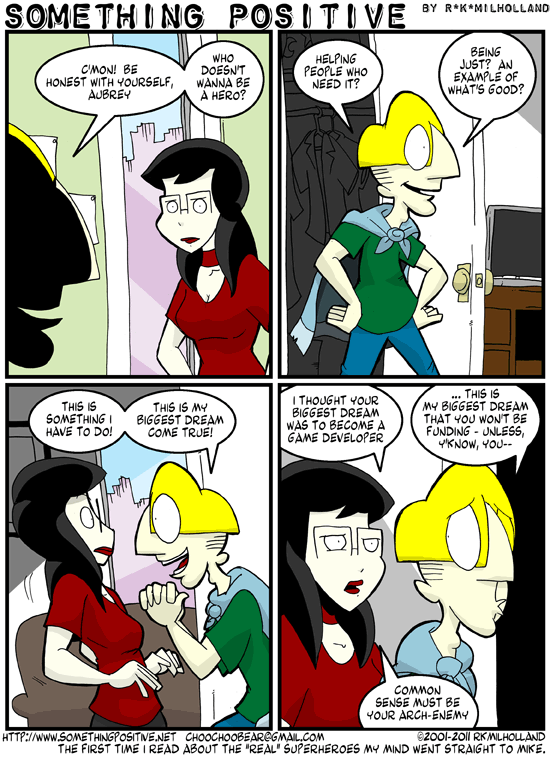 SOMETHING POSITIVE BY R*K*MILHOLLAND
C'MON! BE
HONEST WITH YOURSELF,
AUBREY
WHO
DOESN'T
WANNA BE
A HERO?
HELPING
PEOPLE WHO
NEED IT?
BEING
JUST? AN
EXAMPLE OF
WHAT'S GOOD?
THIS IS
SOMETHING I
HAVE TO DO!
THIS IS MY
BIGGEST DREAM
COME TRUE!
I THOUGHT YOUR
BIGGEST DREAM
WAS TO BECOME A
GAME DEVELOPER
... THIS IS
MY BIGGEST DREAM
THAT YOU WON'T BE
FUNDING - UNLESS,
Y'KNOW, YOU--
COMMON
SENSE MUST BE
YOUR ARCH-ENEMY
HTTP://WWW.SOMETHINGPOSITIVE.NET CHOOCHOOBEAR@GMAIL.COM ©2001-2011 RKMILHOLLAND
THE FIRST TIME I READ ABOUT THE "REAL" SUPERHEROES MY MIND WENT STRAIGHT TO MIKE.